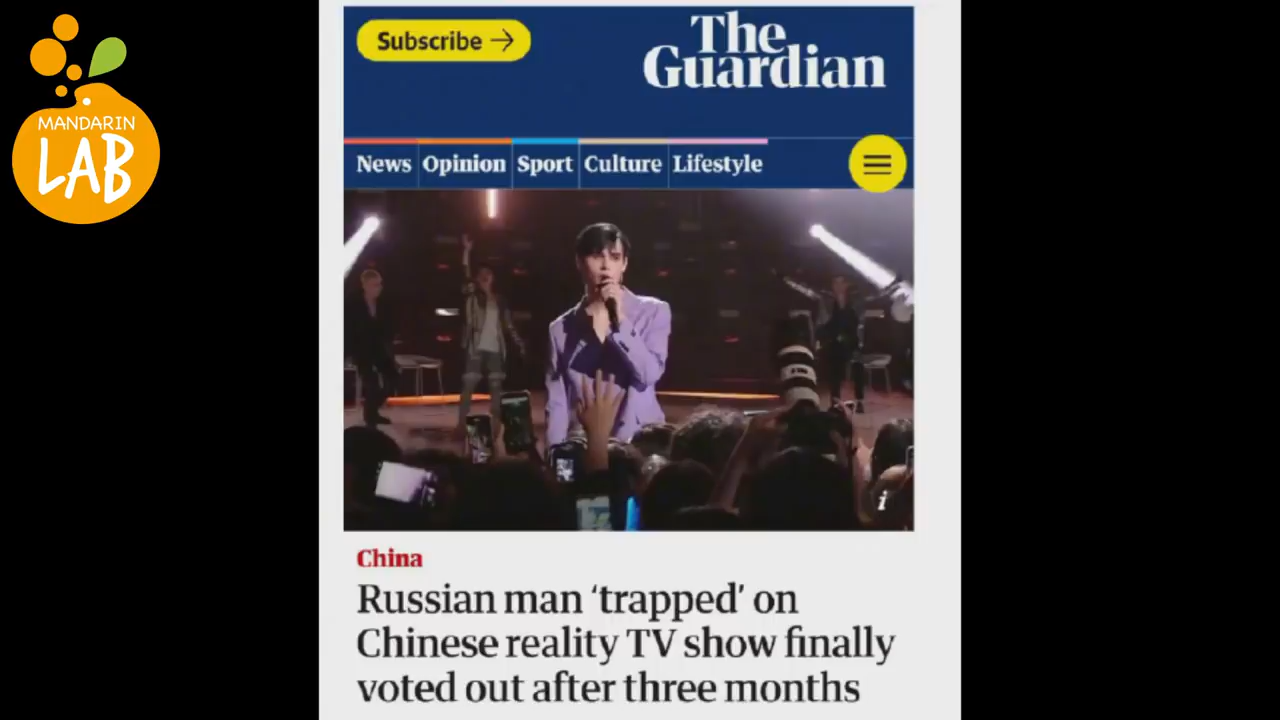 MANDARIN
LAB
Subscribe →
The
Guardian
News Opinion Sport Culture Lifestyle
i
China
Russian man ‘trapped’ on
Chinese reality TV show finally
voted out after three months